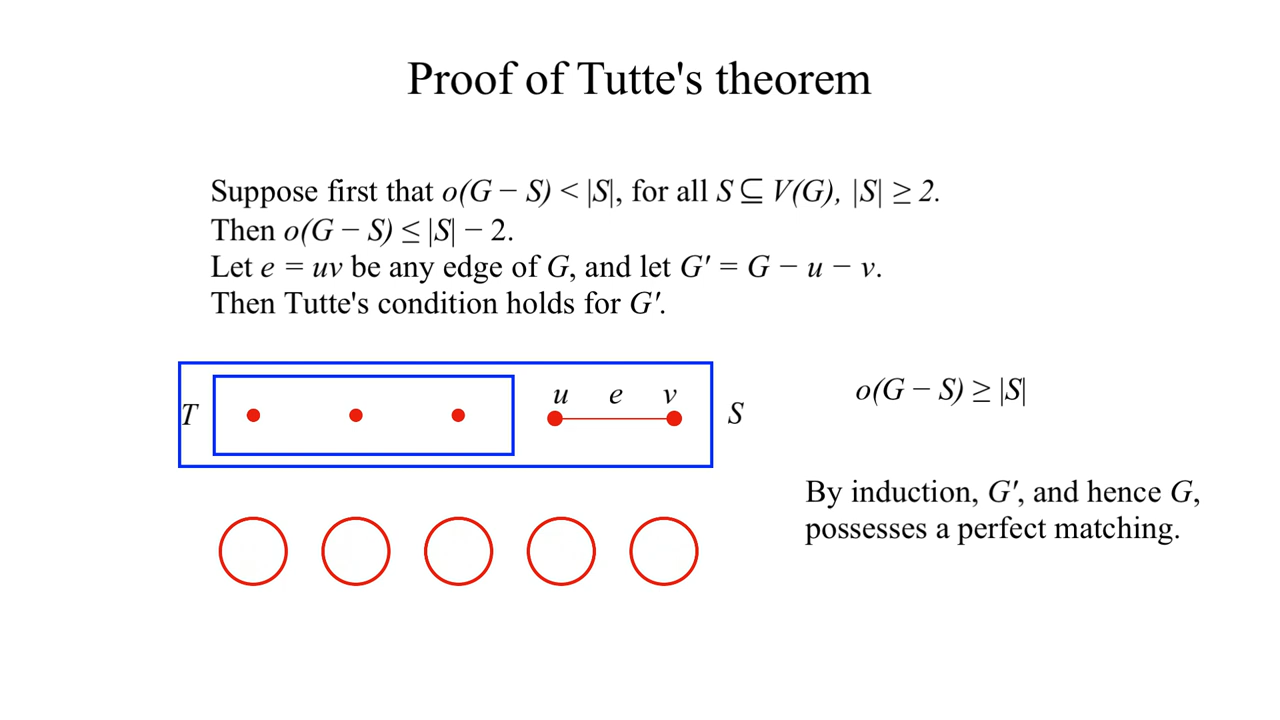 Proof of Tutte's theorem
Suppose first that o(G − S) < |S|, for all S ⊆ V(G), |S| ≥ 2.
Then o(G − S) ≤ |S| − 2.
Let e = uv be any edge of G, and let G′ = G − u − v.
Then Tutte's condition holds for G′.
u e v
T
S
o(G − S) ≥ |S|
By induction, G′, and hence G,
possesses a perfect matching.